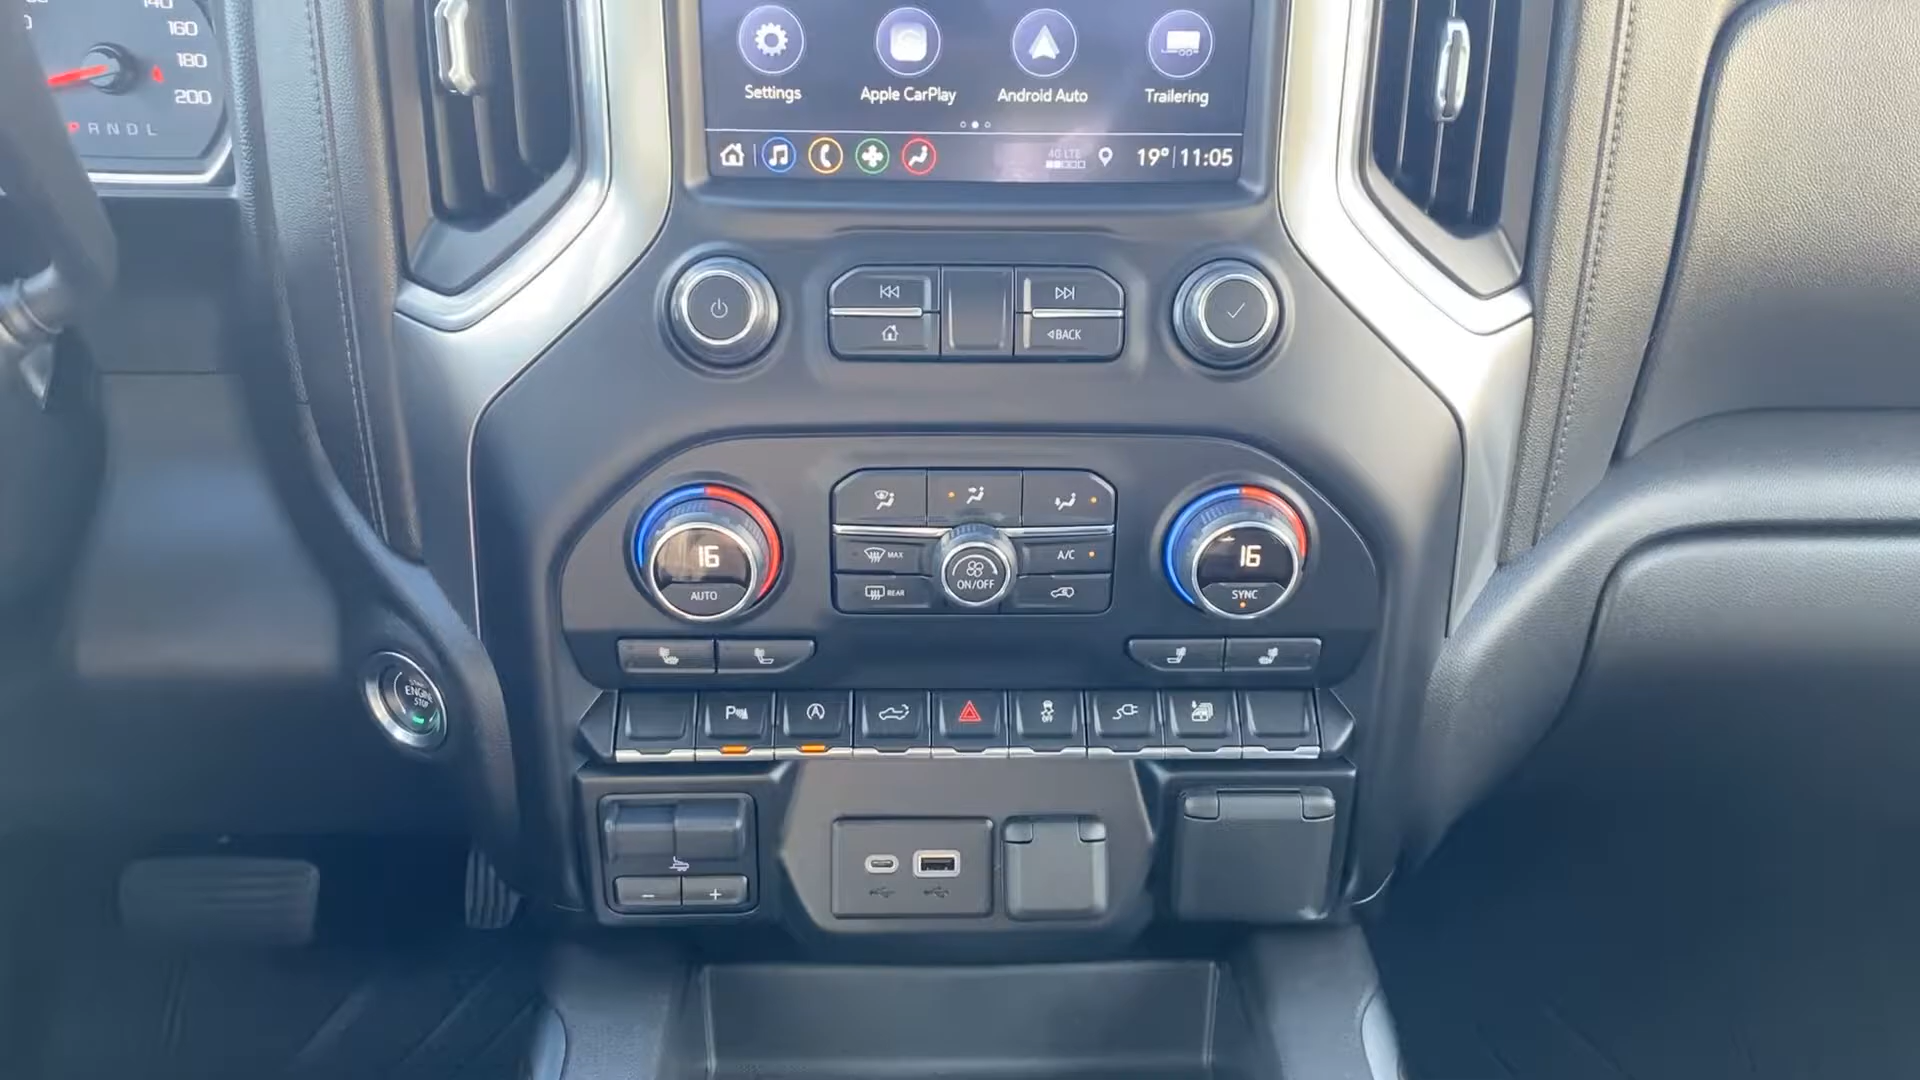 140
160
180
200
P R N D L
Settings
Apple CarPlay
Android Auto
Trailering
4G LTE
19° 11:05
BACK
16
AUTO
MAX
REAR
ON/OFF
A/C
16
SYNC
ENGINE
STOP
P
A
OFF
- +